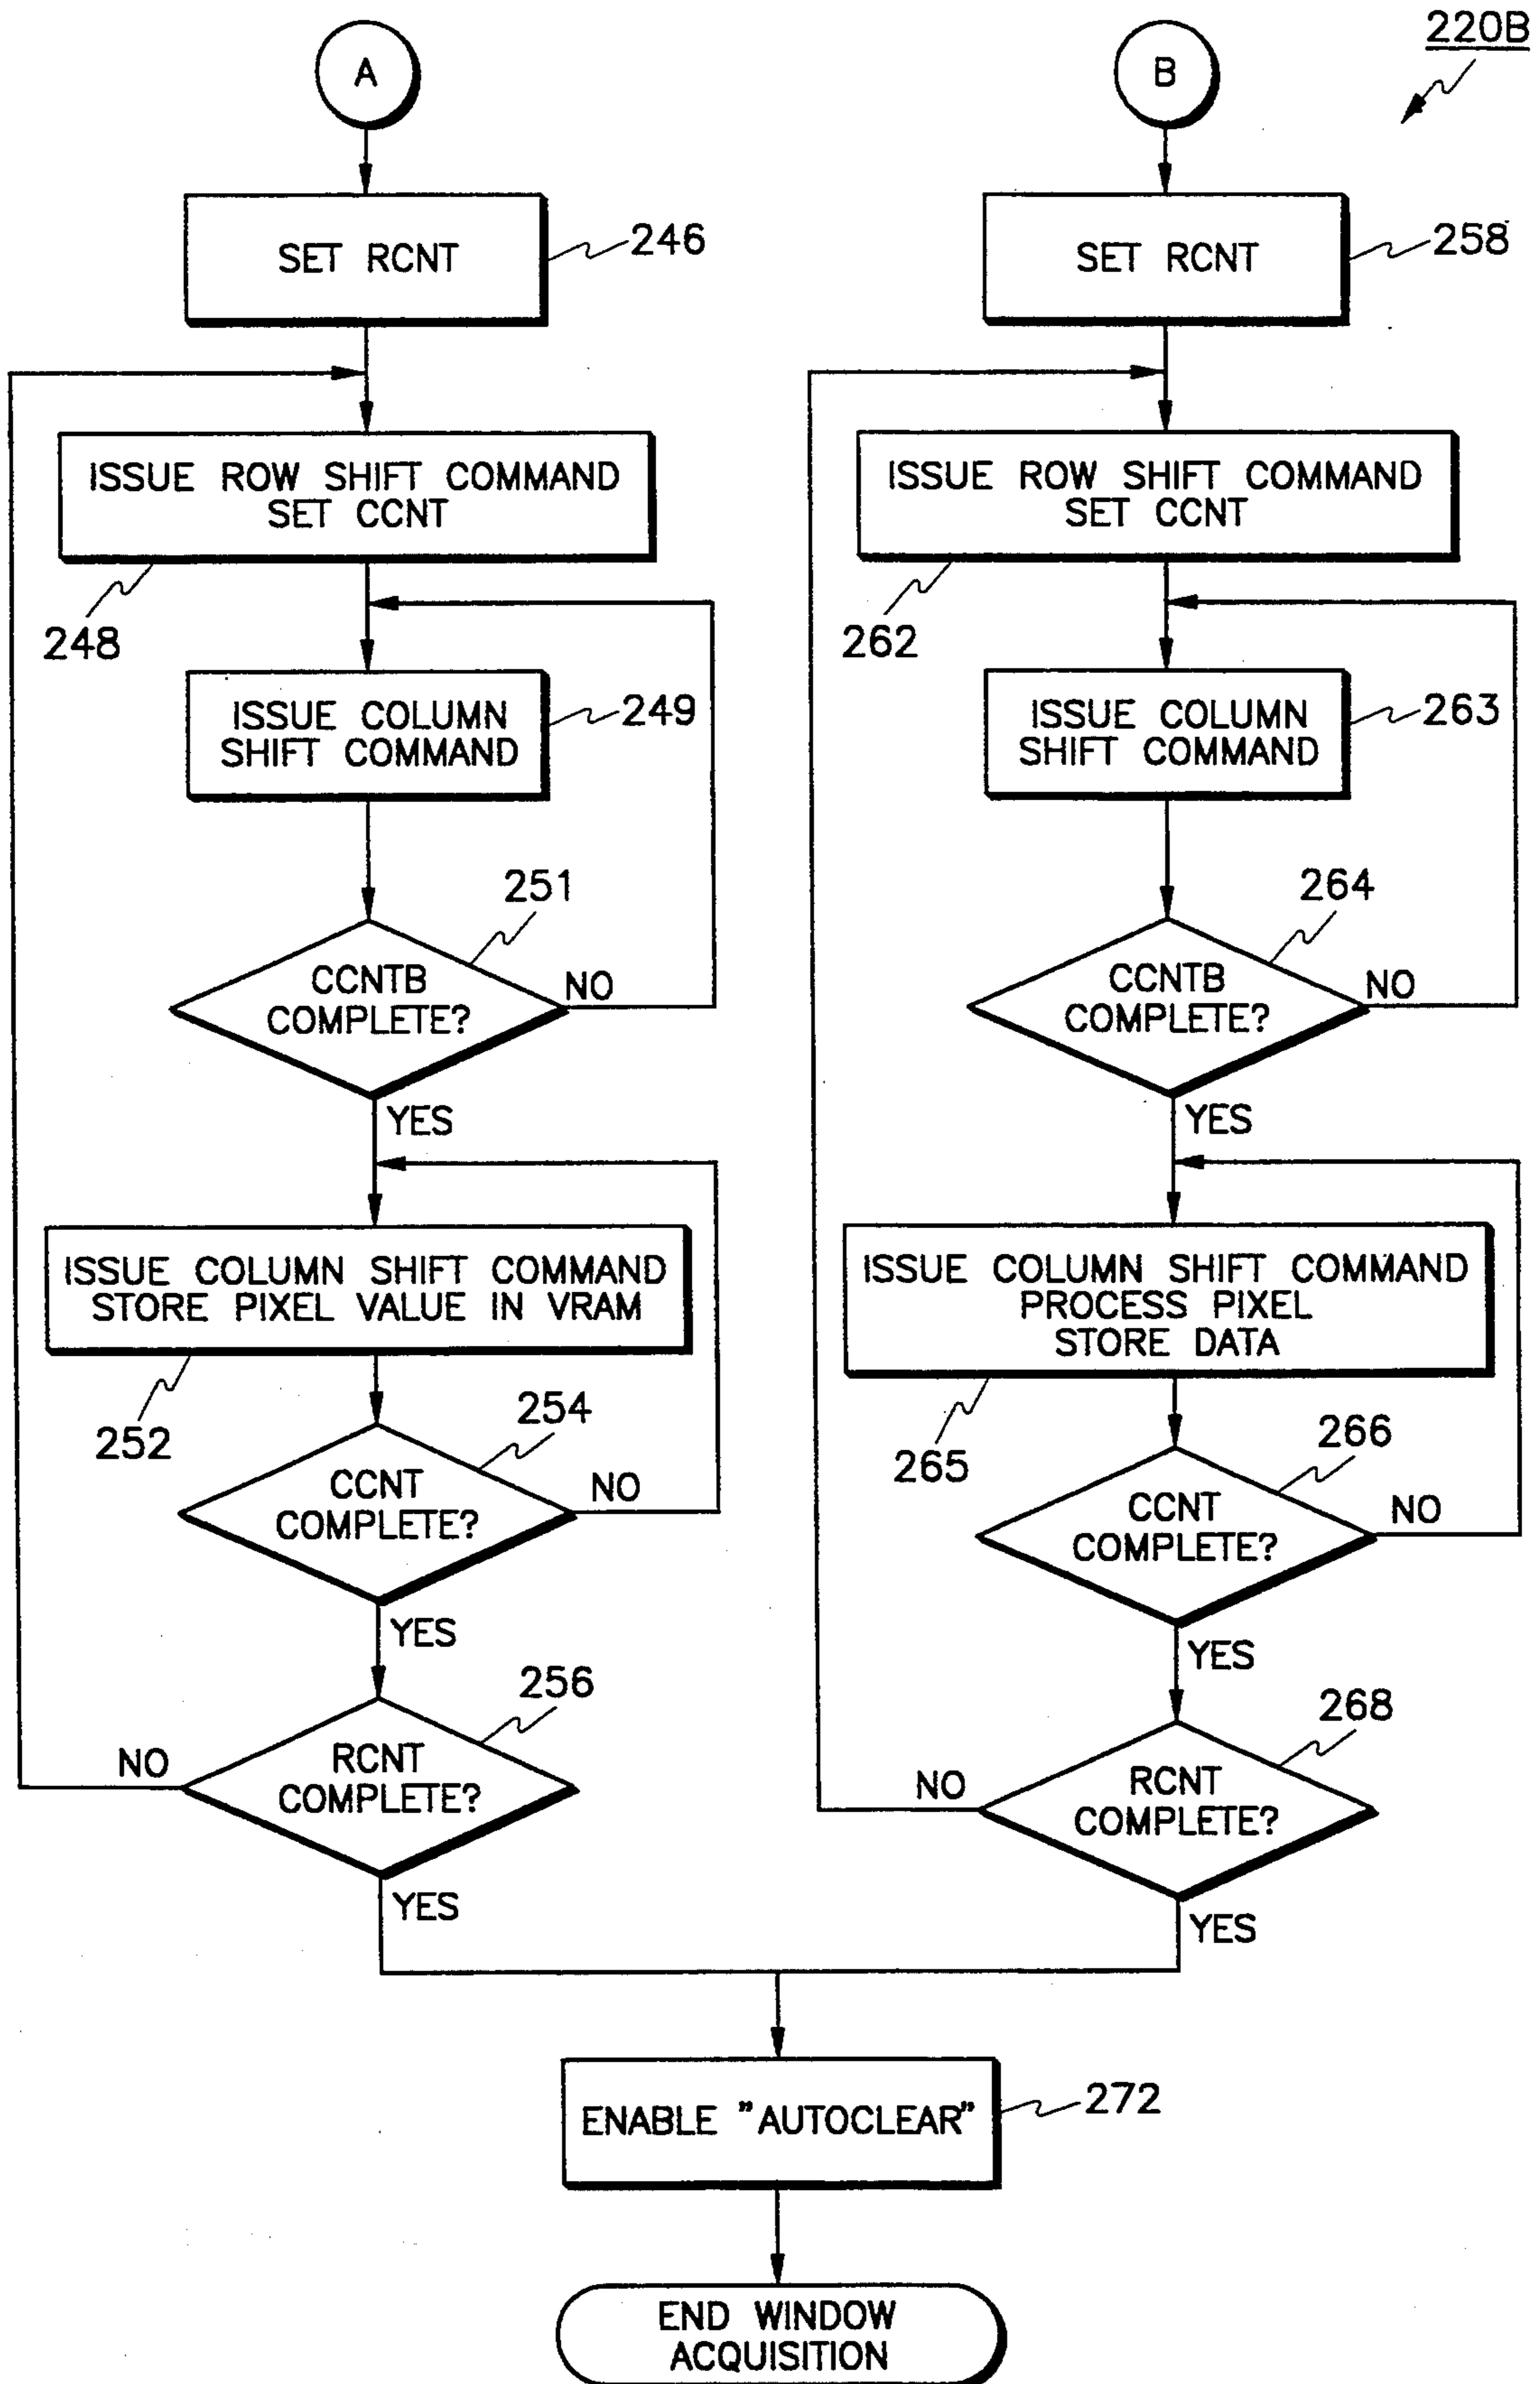 220B
A
SET RCNT
246
ISSUE ROW SHIFT COMMAND
SET CCNT
248
ISSUE COLUMN
SHIFT COMMAND
249
251
CCNTB
COMPLETE?
NO
YES
ISSUE COLUMN SHIFT COMMAND
STORE PIXEL VALUE IN VRAM
252
254
CCNT
COMPLETE?
NO
YES
256
RCNT
COMPLETE?
NO
YES
B
SET RCNT
258
ISSUE ROW SHIFT COMMAND
SET CCNT
262
ISSUE COLUMN
SHIFT COMMAND
263
264
CCNTB
COMPLETE?
NO
YES
ISSUE COLUMN SHIFT COMMAND
PROCESS PIXEL
STORE DATA
265
266
CCNT
COMPLETE?
NO
YES
268
RCNT
COMPLETE?
NO
YES
ENABLE "AUTOCLEAR"
272
END WINDOW
ACQUISITION